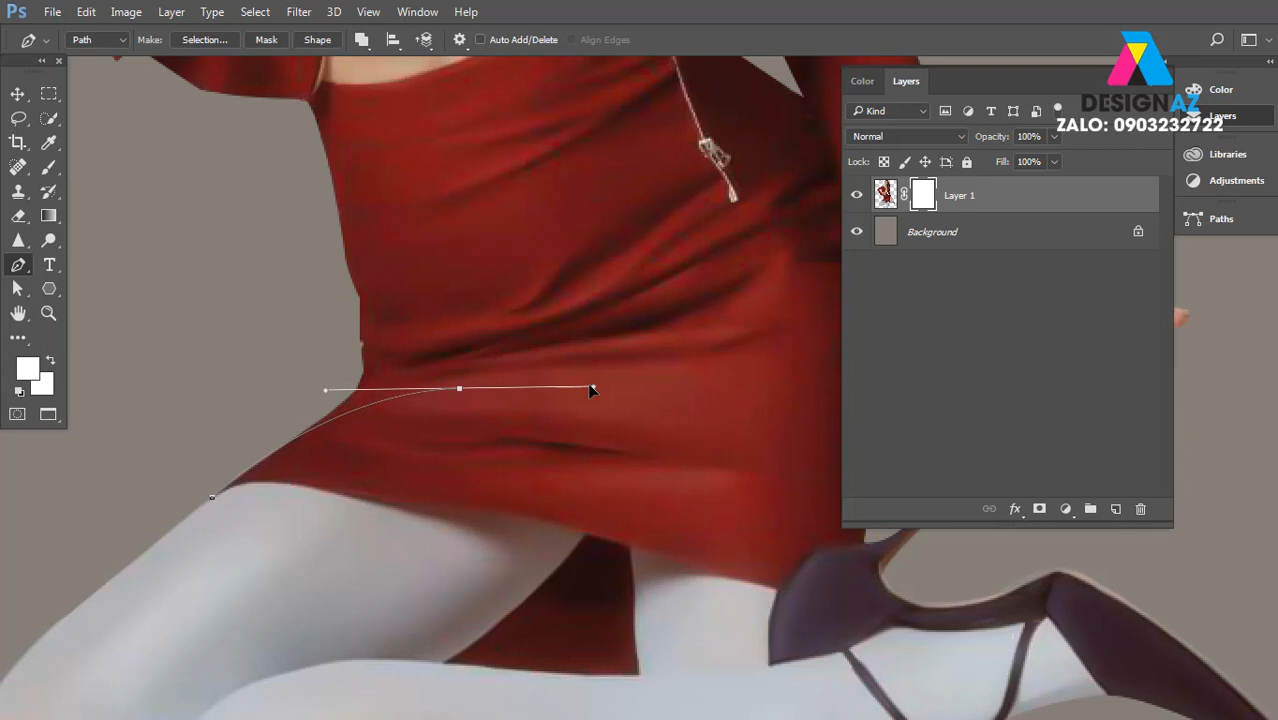 Ps File Edit Image Layer Type Select Filter 3D View Window Help
Path Make: Selection... Mask Shape Auto Add/Delete Align Edges
Color Layers
Kind
Normal Opacity: 100%
Lock: Fill: 100%
Layer 1
Background
DESIGN AZ
ZALO: 0903232722
Color
Layers
Libraries
Adjustments
Paths
fx